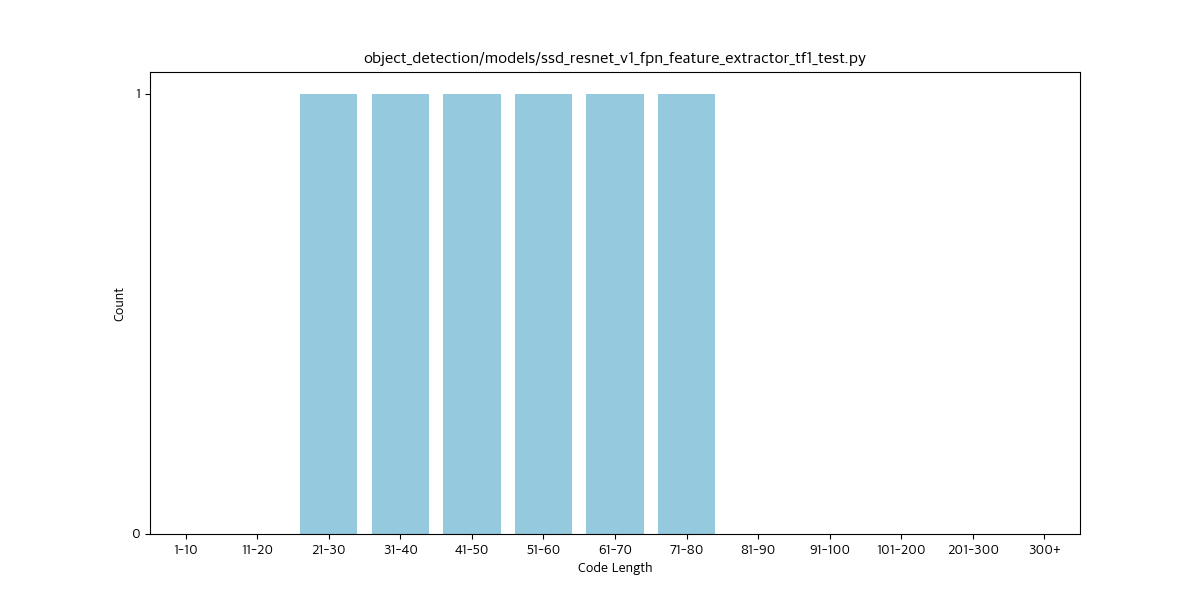 object_detection/models/ssd_resnet_v1_fpn_feature_extractor_tf1_test.py
1
Count
0
1-10 11-20 21-30 31-40 41-50 51-60 61-70 71-80 81-90 91-100 101-200 201-300 300+
Code Length